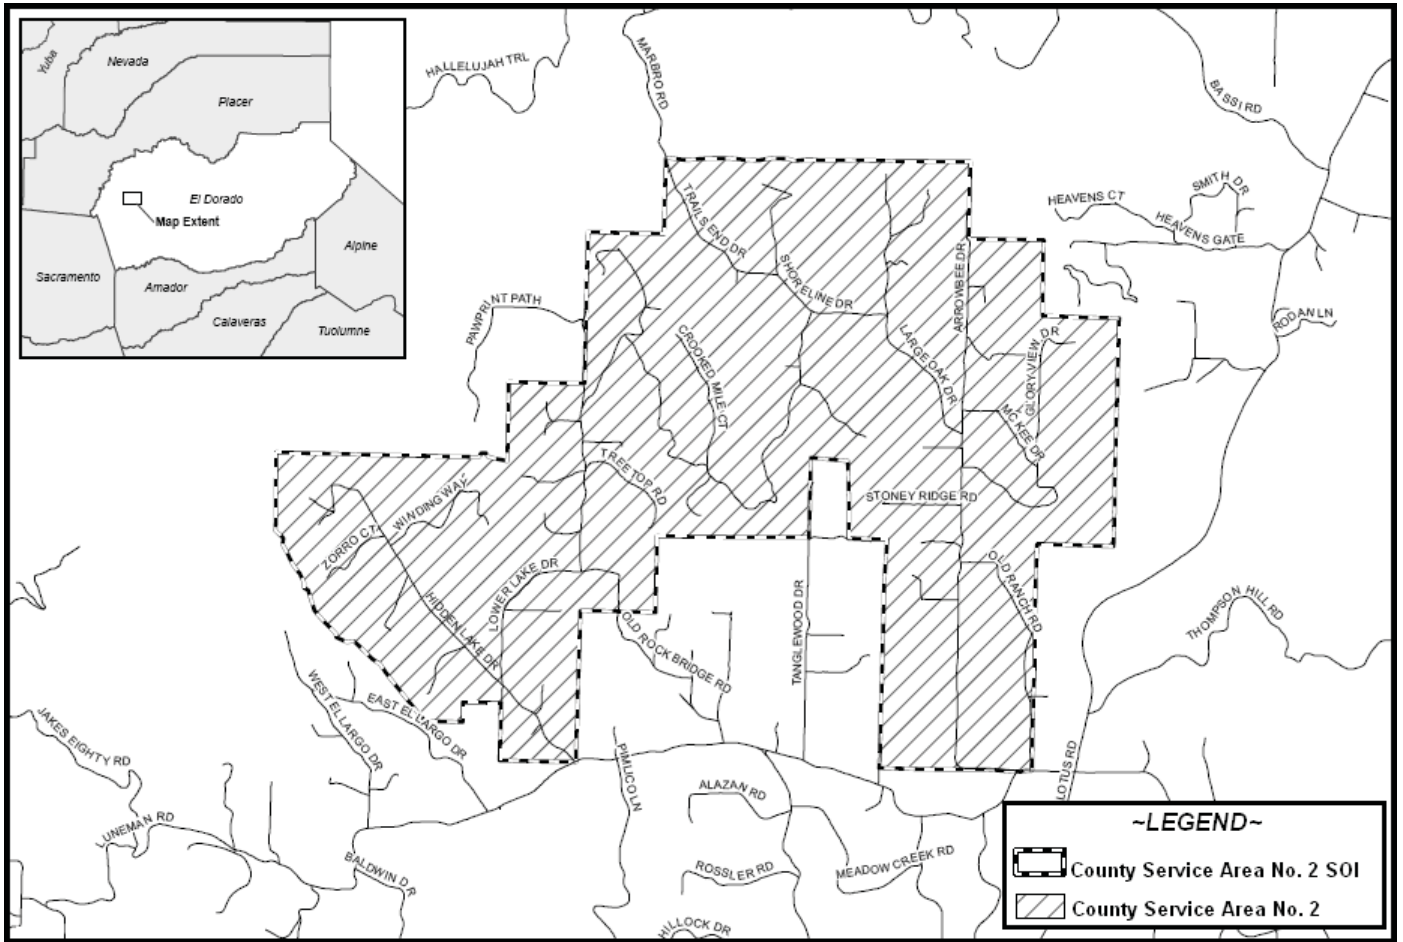 Yuba
Nevada
Placer
El Dorado
Map Extent
Sacramento
Amador
Alpine
Calaveras
Tuolumne
HALLELUJAH TRL
MARBRO RD
BASSI RD
SMITH DR
HEAVENS CT
HEAVENS GATE
RODAN LN
TRAILS END DR
SHORELINE DR
ARROWBEE DR
PAWPRINT PATH
CROOKED MILE CT
LARGE OAK DR
GLORY VIEW DR
MC KEE DR
TREE TOP RD
STONEY RIDGE RD
WINDING WAY
ZORRO CT
LOWER LAKE DR
HIDDEN LAKE DR
OLD RANCH RD
TANGLEWOOD DR
OLD ROCK BRIDGE RD
THOMPSON HILL RD
WEST EL LARGO DR
EAST EL LARGO DR
JAKES EIGHTY RD
PIMLICO LN
LOTUS RD
ALAZAN RD
LUNEMAN RD
BALDWIN DR
ROSSLER RD
MEADOW CREEK RD
HILLOCK DR
~LEGEND~
County Service Area No. 2 SOI
County Service Area No. 2